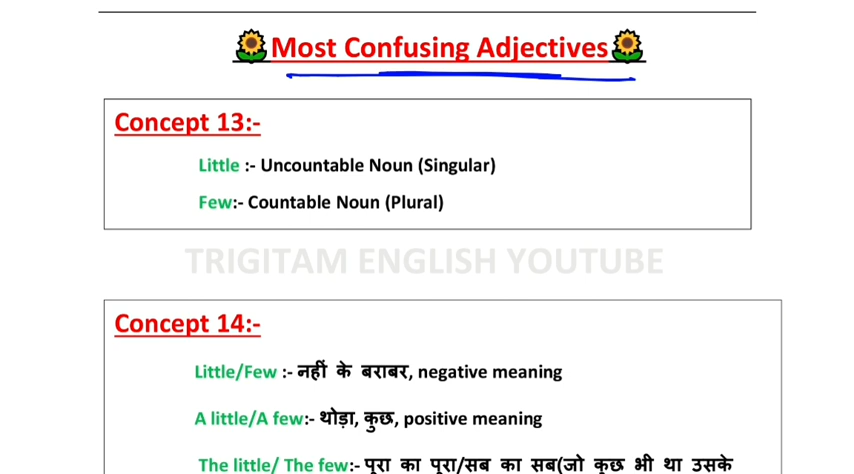 Most Confusing Adjectives
Concept 13:-
Little :- Uncountable Noun (Singular)
Few:- Countable Noun (Plural)
TRIGITAM ENGLISH YOUTUBE
Concept 14:-
Little/Few :- नहीं के बराबर, negative meaning
A little/A few:- थोड़ा, कुछ, positive meaning
The little/ The few:- पूरा का पूरा/सब का सब(जो कुछ भी था उसके